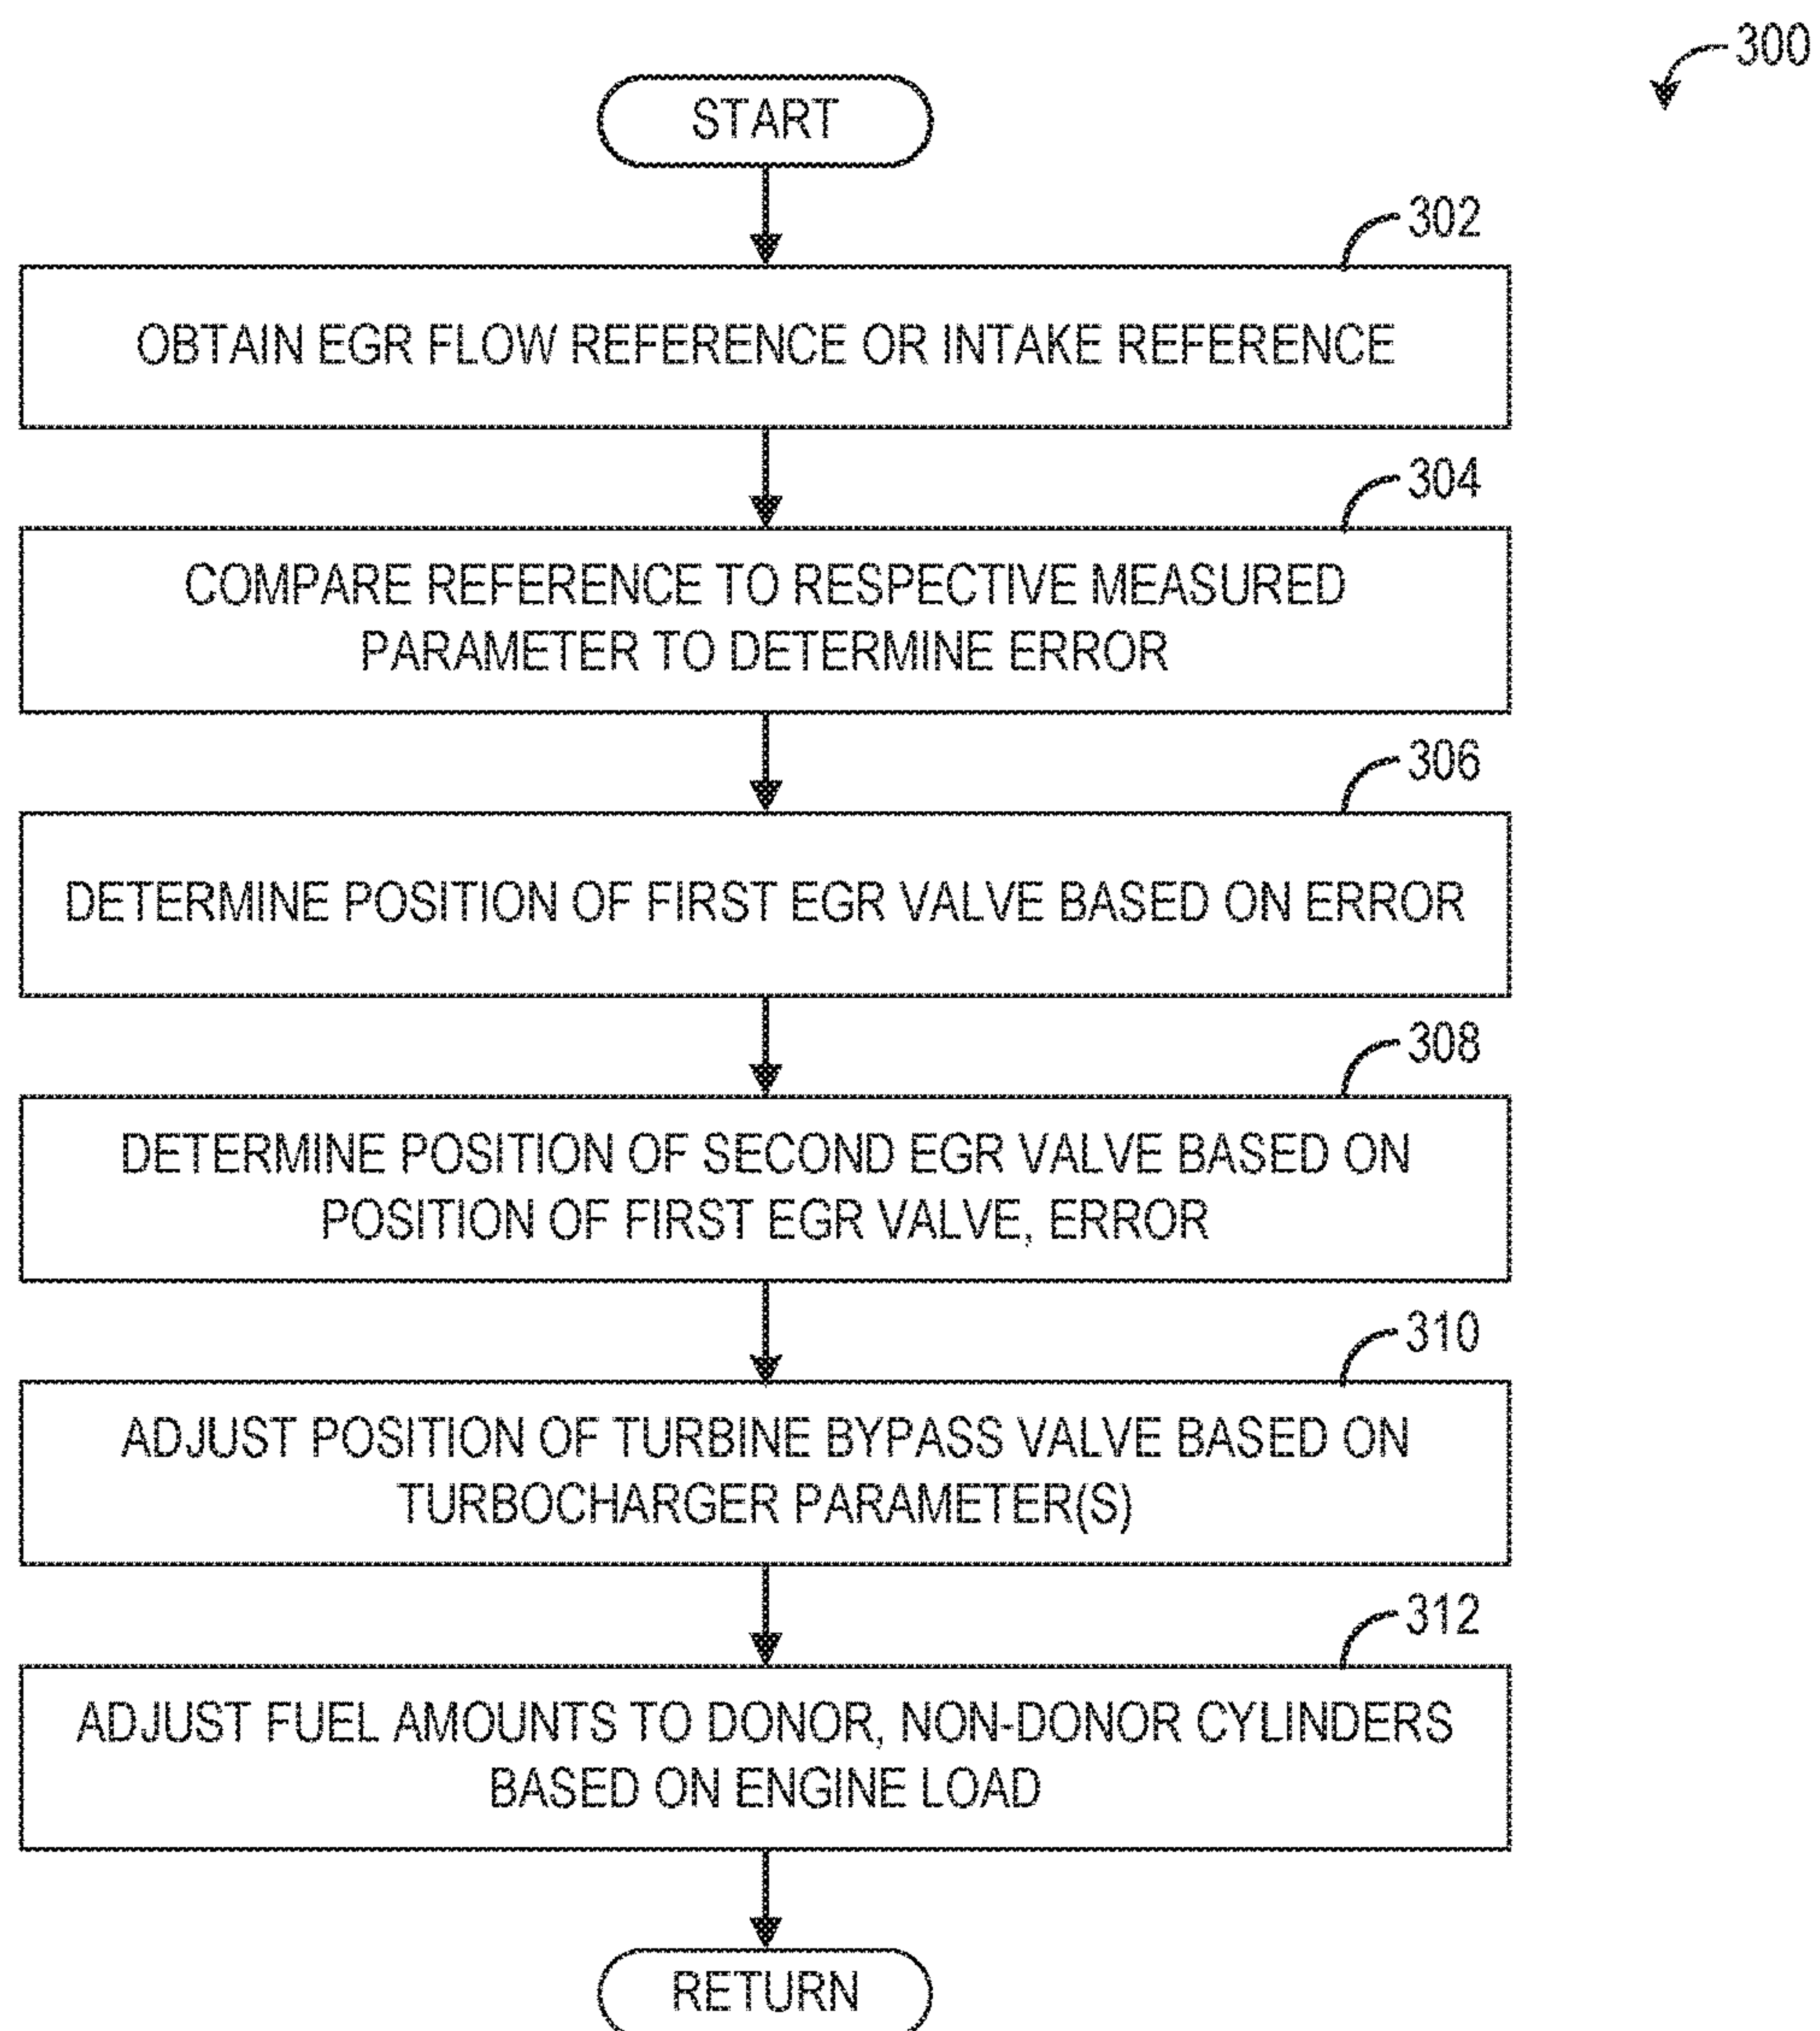 300
START
302
OBTAIN EGR FLOW REFERENCE OR INTAKE REFERENCE
304
COMPARE REFERENCE TO RESPECTIVE MEASURED
PARAMETER TO DETERMINE ERROR
306
DETERMINE POSITION OF FIRST EGR VALVE BASED ON ERROR
308
DETERMINE POSITION OF SECOND EGR VALVE BASED ON
POSITION OF FIRST EGR VALVE, ERROR
310
ADJUST POSITION OF TURBINE BYPASS VALVE BASED ON
TURBOCHARGER PARAMETER(S)
312
ADJUST FUEL AMOUNTS TO DONOR, NON-DONOR CYLINDERS
BASED ON ENGINE LOAD
RETURN